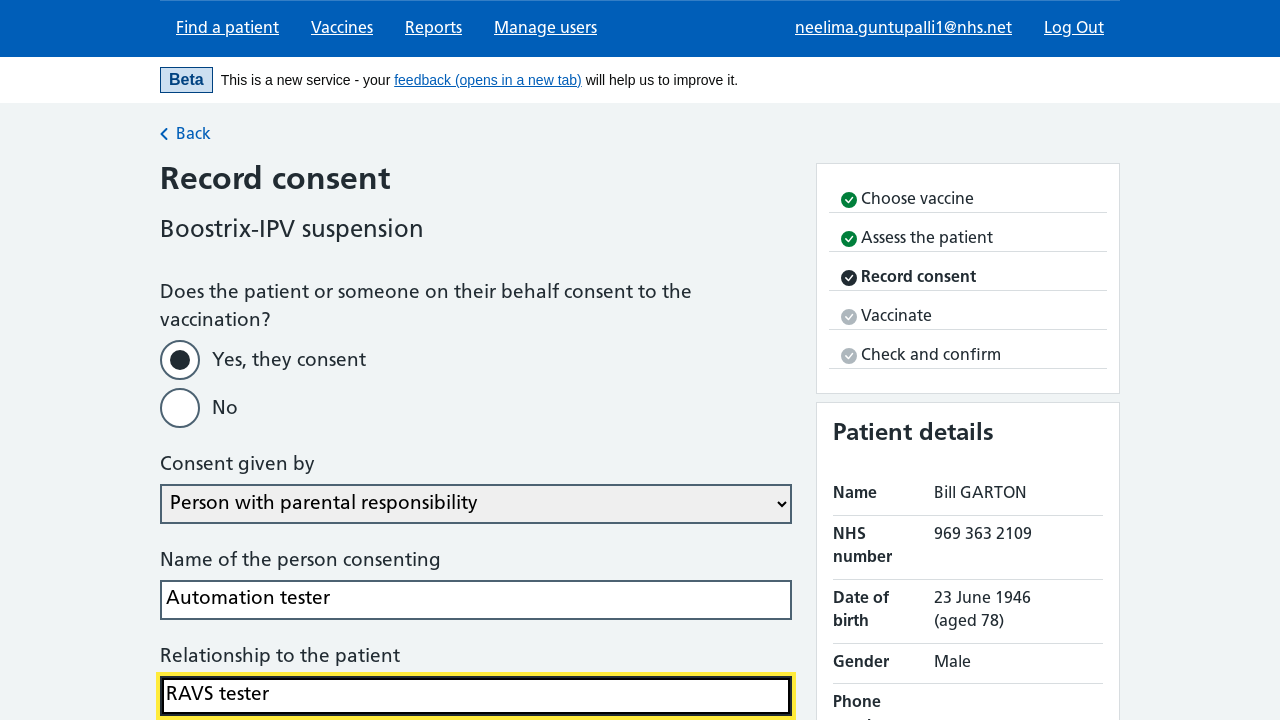 Find a patient Vaccines Reports Manage users neelima.guntupalli1@nhs.net Log Out
Beta This is a new service - your feedback (opens in a new tab) will help us to improve it.
Back
Record consent
Boostrix-IPV suspension
Does the patient or someone on their behalf consent to the
vaccination?
Yes, they consent
No
Consent given by
Person with parental responsibility
Name of the person consenting
Automation tester
Relationship to the patient
RAVS tester
Choose vaccine
Assess the patient
Record consent
Vaccinate
Check and confirm
Patient details
Name Bill GARTON
NHS 969 363 2109
number
Date of 23 June 1946
birth (aged 78)
Gender Male
Phone